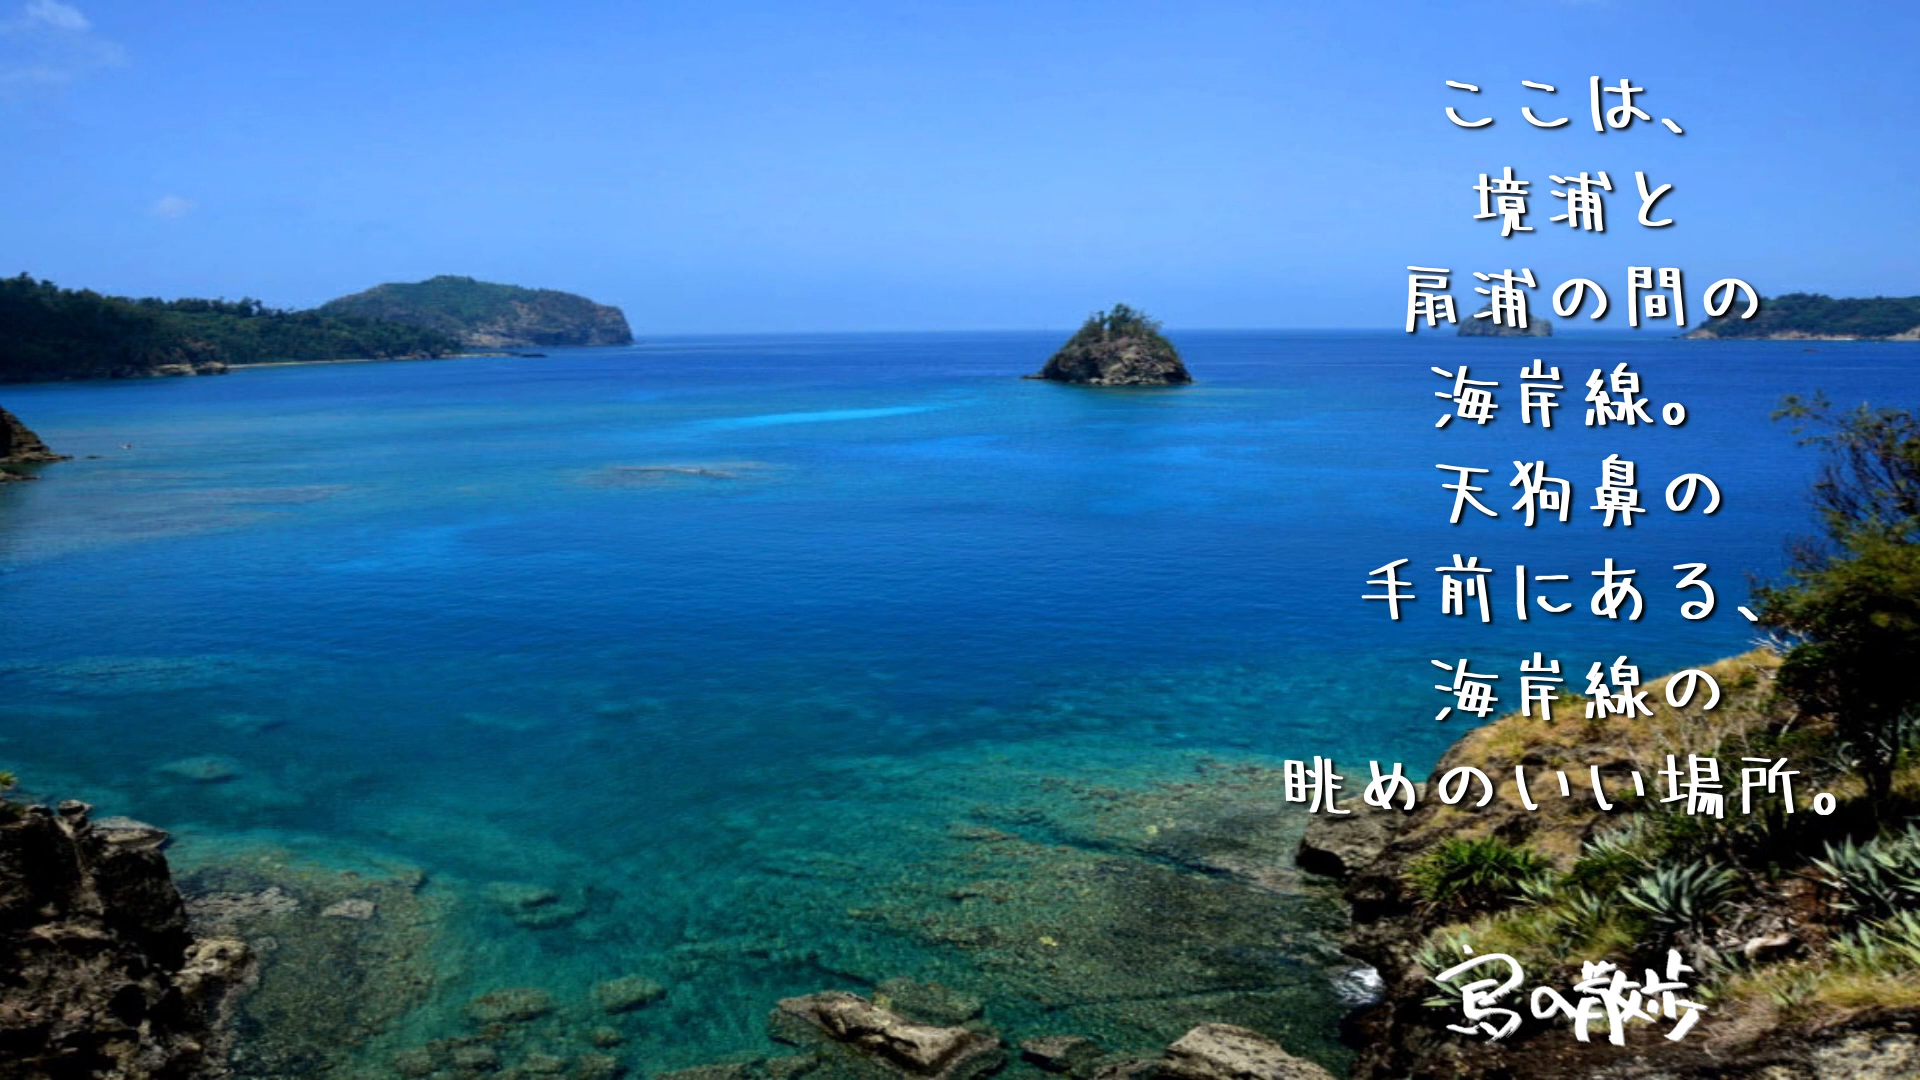 ここは、
境浦と
扇浦の間の
海岸線。
天狗鼻の
手前にある、
海岸線の
眺めのいい場所。
の散歩